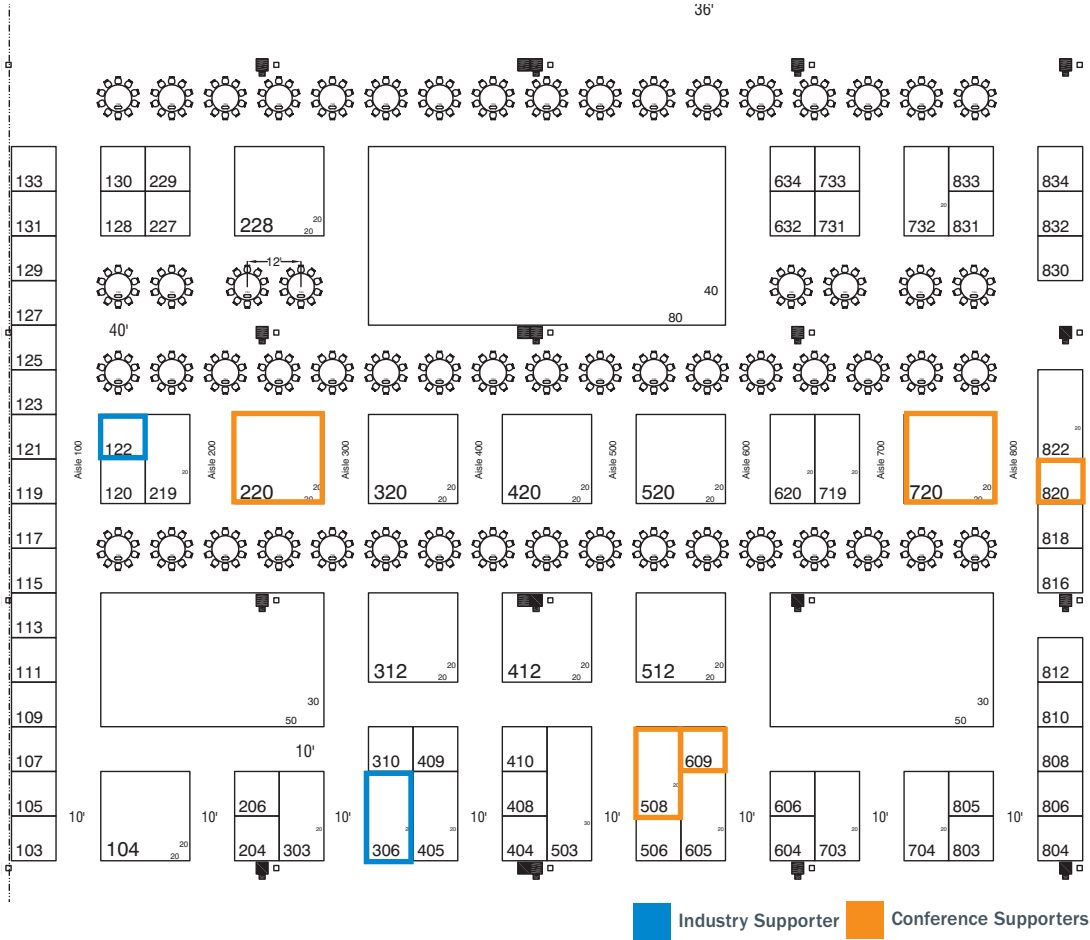 36'
133 130 229 634 733 833 834
131 128 227 228 20 20 632 731 732 20 831 832
129 12' 830
127 40 80
40'
125
123
Aisle 100 Aisle 200 Aisle 300 Aisle 400 Aisle 500 Aisle 600 Aisle 700 Aisle 800
121 122 822 20
119 120 219 20 220 20 20 320 20 20 420 20 20 520 20 20 620 20 719 20 720 20 20 820
117 818
115 816
113
111 312 20 20 412 20 20 512 20 20 812
109 50 30 50 30 810
10'
107 310 409 410 609 808
105 206 408 508 20 606 805 806
10' 10' 10' 10' 10' 10' 10' 10'
103 104 20 20 204 303 20 306 20 405 20 404 503 30 506 605 20 604 703 20 704 20 803 804
Industry Supporter Conference Supporters